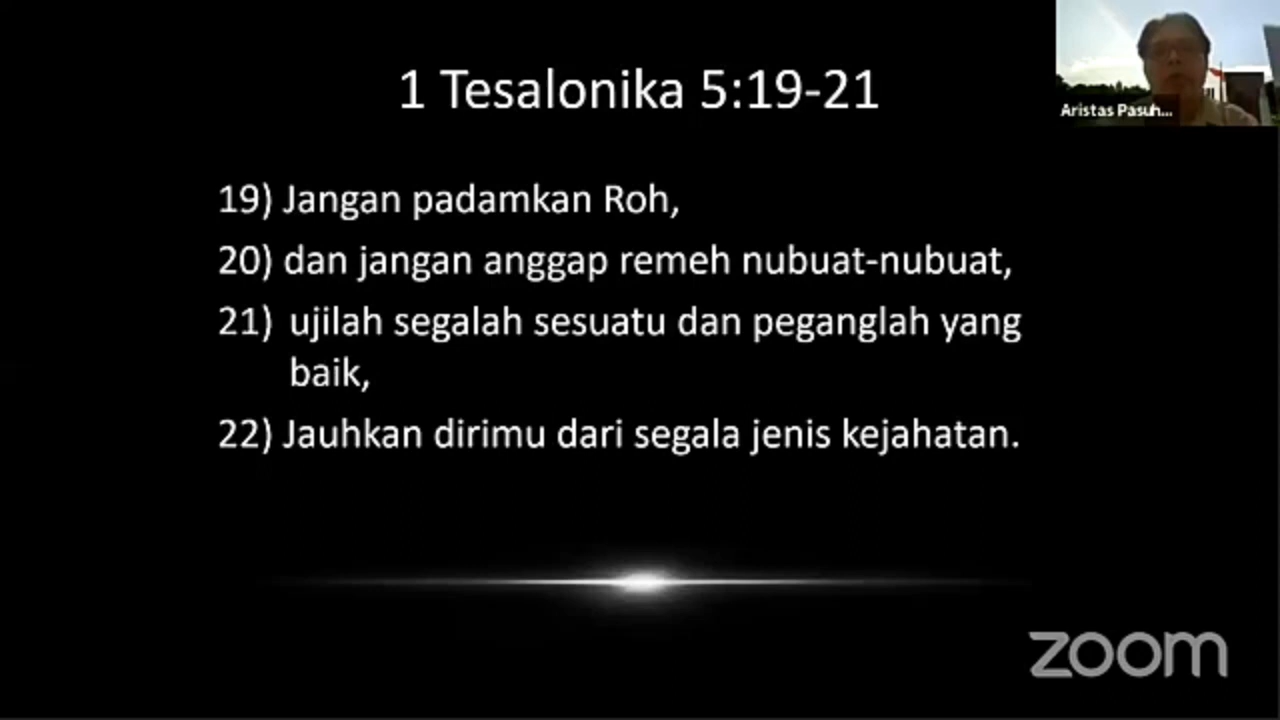 1 Tesalonika 5:19-21
Aristas Pasuh...
19) Jangan padamkan Roh,
20) dan jangan anggap remeh nubuat-nubuat,
21) ujilah segalah sesuatu dan peganglah yang
baik,
22) Jauhkan dirimu dari segala jenis kejahatan.
zoom